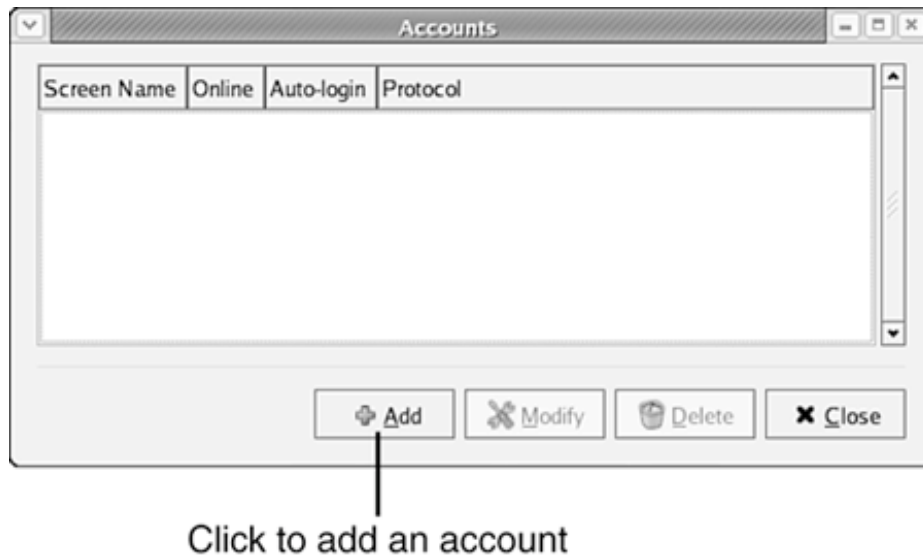 Accounts
Screen Name Online Auto-login Protocol
Add Modify Delete Close
Click to add an account